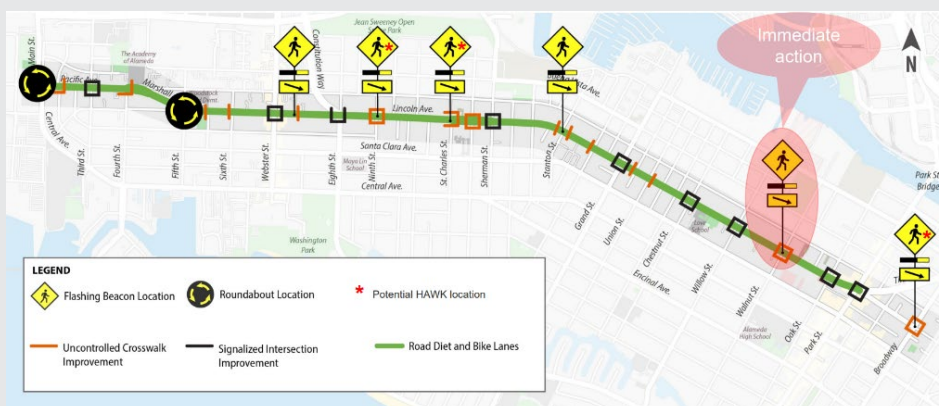 Immediate
action
N
Jean Sweeney Open
Main St.
Pacific Ave.
The Academy
of Alameda
Marshall
Constitution Way
Lincoln Ave.
Central Ave.
Third St.
Fourth St.
Fifth St.
Sixth St.
Webster St.
Eighth St.
Ninth St.
St. Charles St.
Sherman St.
Stanton St.
Santa Clara Ave.
Maya Lin
School
Central Ave.
Washington
Park
Grand St.
Union St.
Chestnut St.
Love
School
Willow St.
Encinal Ave.
Walnut St.
Alameda
High School
Oak St.
Park St.
Broadway
Park St.
Bridge
LEGEND
Flashing Beacon Location
Roundabout Location
* Potential HAWK location
Uncontrolled Crosswalk
Improvement
Signalized Intersection
Improvement
Road Diet and Bike Lanes